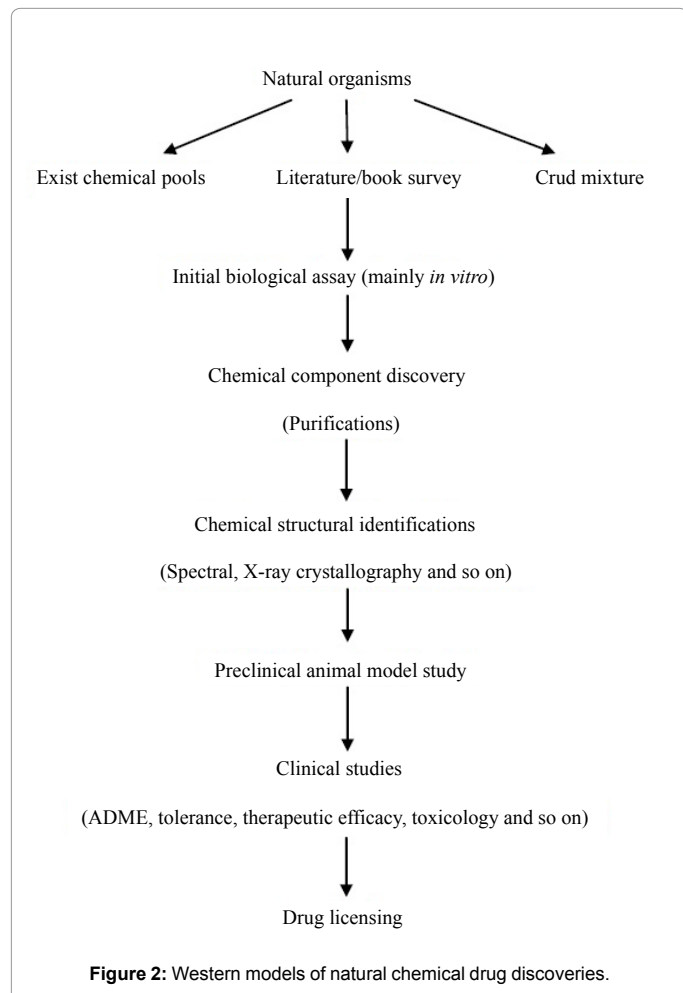 Natural organisms
Exist chemical pools Literature/book survey Crud mixture
Initial biological assay (mainly in vitro)
Chemical component discovery
(Purifications)
Chemical structural identifications
(Spectral, X-ray crystallography and so on)
Preclinical animal model study
Clinical studies
(ADME, tolerance, therapeutic efficacy, toxicology and so on)
Drug licensing
Figure 2: Western models of natural chemical drug discoveries.